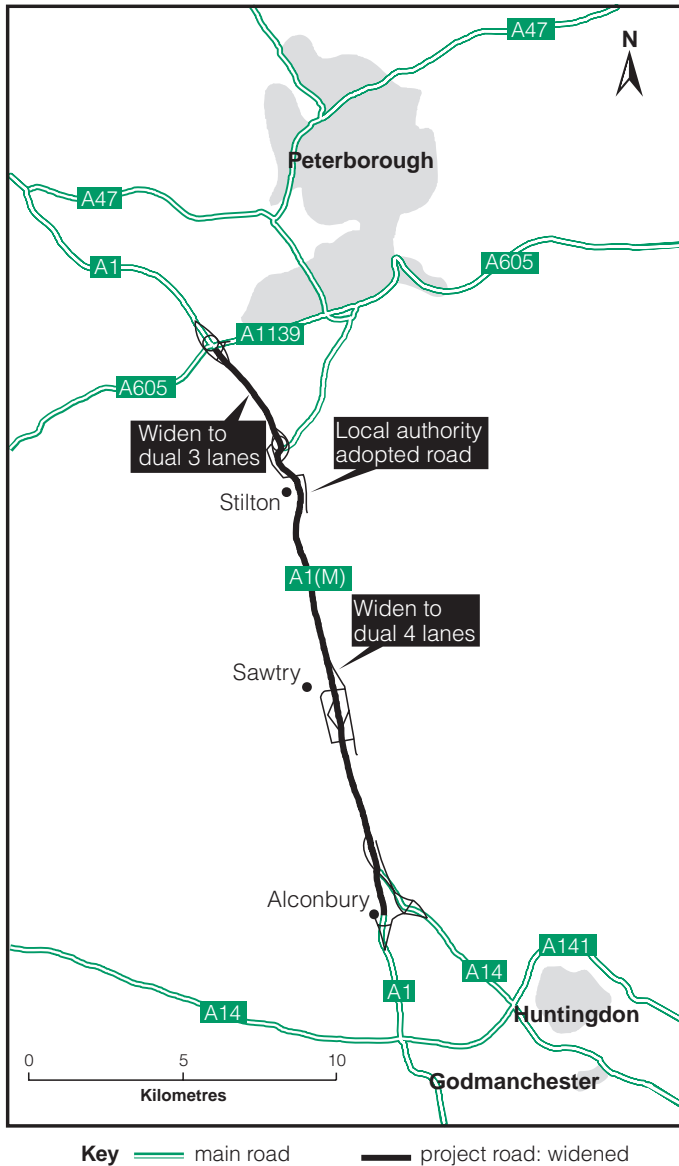 A47
N
Peterborough
A47
A605
A1
A1139
A605
Widen to
dual 3 lanes
Local authority
adopted road
Stilton
A1(M)
Widen to
dual 4 lanes
Sawtry
Alconbury
A141
A14
A1
A14
Huntingdon
0 5 10
Kilometres
Godmanchester
Key main road project road: widened